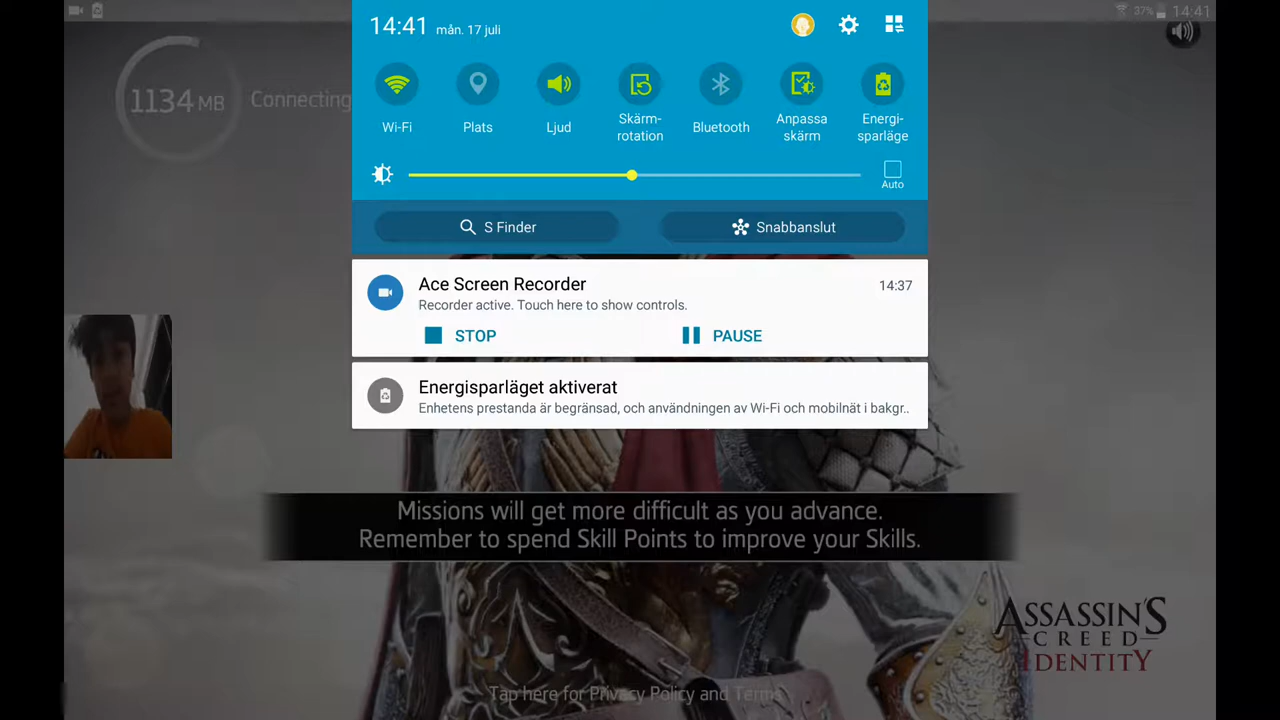 37% 14:41
14:41 mån. 17 juli
1134 MB Connecting
Wi-Fi
Plats
Ljud
Skärm-
rotation
Bluetooth
Anpassa
skärm
Energi-
sparläge
Auto
S Finder
Snabbanslut
Ace Screen Recorder 14:37
Recorder active. Touch here to show controls.
STOP PAUSE
Energisparläget aktiverat
Enhetens prestanda är begränsad, och användningen av Wi-Fi och mobilnät i bakgr..
Missions will get more difficult as you advance.
Remember to spend Skill Points to improve your Skills.
ASSASSIN'S
CREED
IDENTITY
Tap here for Privacy Policy and Terms